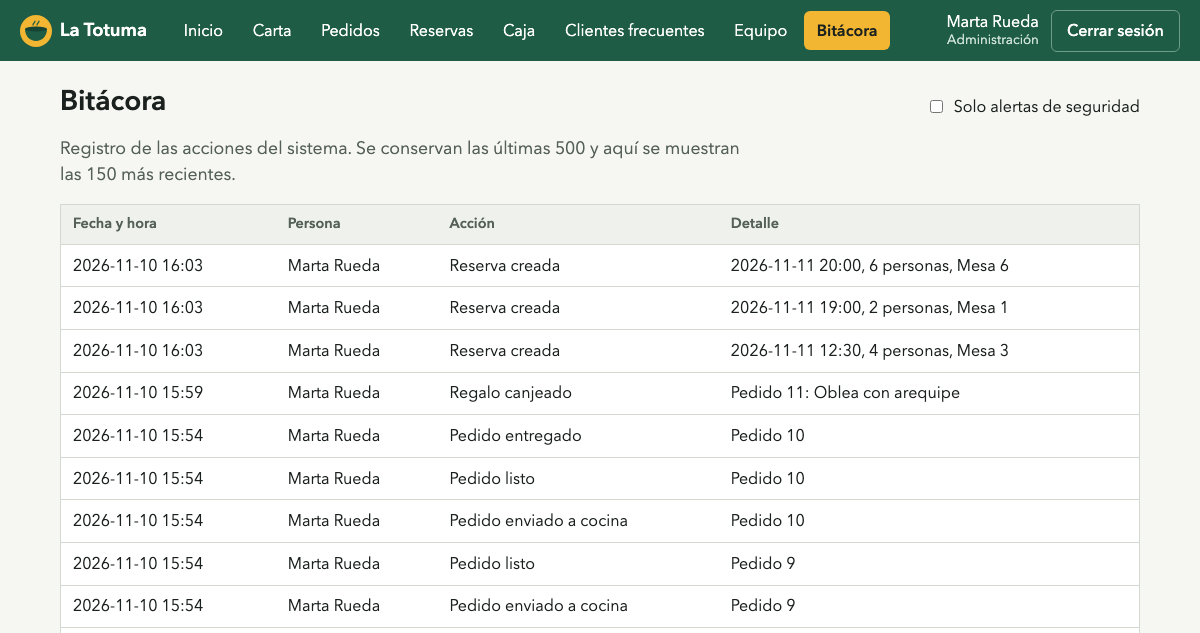 La Totuma
Inicio
Carta
Pedidos
Reservas
Caja
Clientes frecuentes
Equipo
Bitácora
Marta Rueda
Administración
Cerrar sesión
Bitácora
Solo alertas de seguridad
Registro de las acciones del sistema. Se conservan las últimas 500 y aquí se muestran
las 150 más recientes.
Fecha y hora Persona Acción Detalle
2026-11-10 16:03 Marta Rueda Reserva creada 2026-11-11 20:00, 6 personas, Mesa 6
2026-11-10 16:03 Marta Rueda Reserva creada 2026-11-11 19:00, 2 personas, Mesa 1
2026-11-10 16:03 Marta Rueda Reserva creada 2026-11-11 12:30, 4 personas, Mesa 3
2026-11-10 15:59 Marta Rueda Regalo canjeado Pedido 11: Oblea con arequipe
2026-11-10 15:54 Marta Rueda Pedido entregado Pedido 10
2026-11-10 15:54 Marta Rueda Pedido listo Pedido 10
2026-11-10 15:54 Marta Rueda Pedido enviado a cocina Pedido 10
2026-11-10 15:54 Marta Rueda Pedido listo Pedido 9
2026-11-10 15:54 Marta Rueda Pedido enviado a cocina Pedido 9